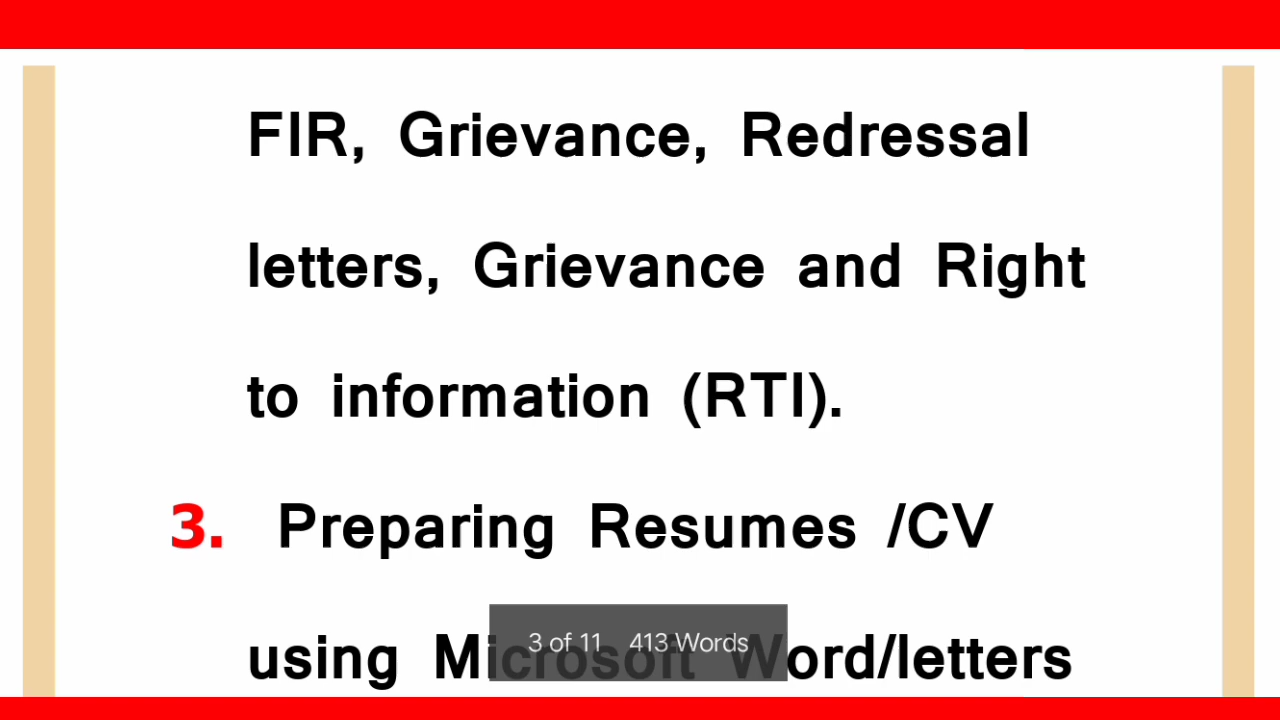 FIR, Grievance, Redressal
letters, Grievance and Right
to information (RTI).
3. Preparing Resumes /CV
using Microsoft Word/letters
3 of 11 413 Words